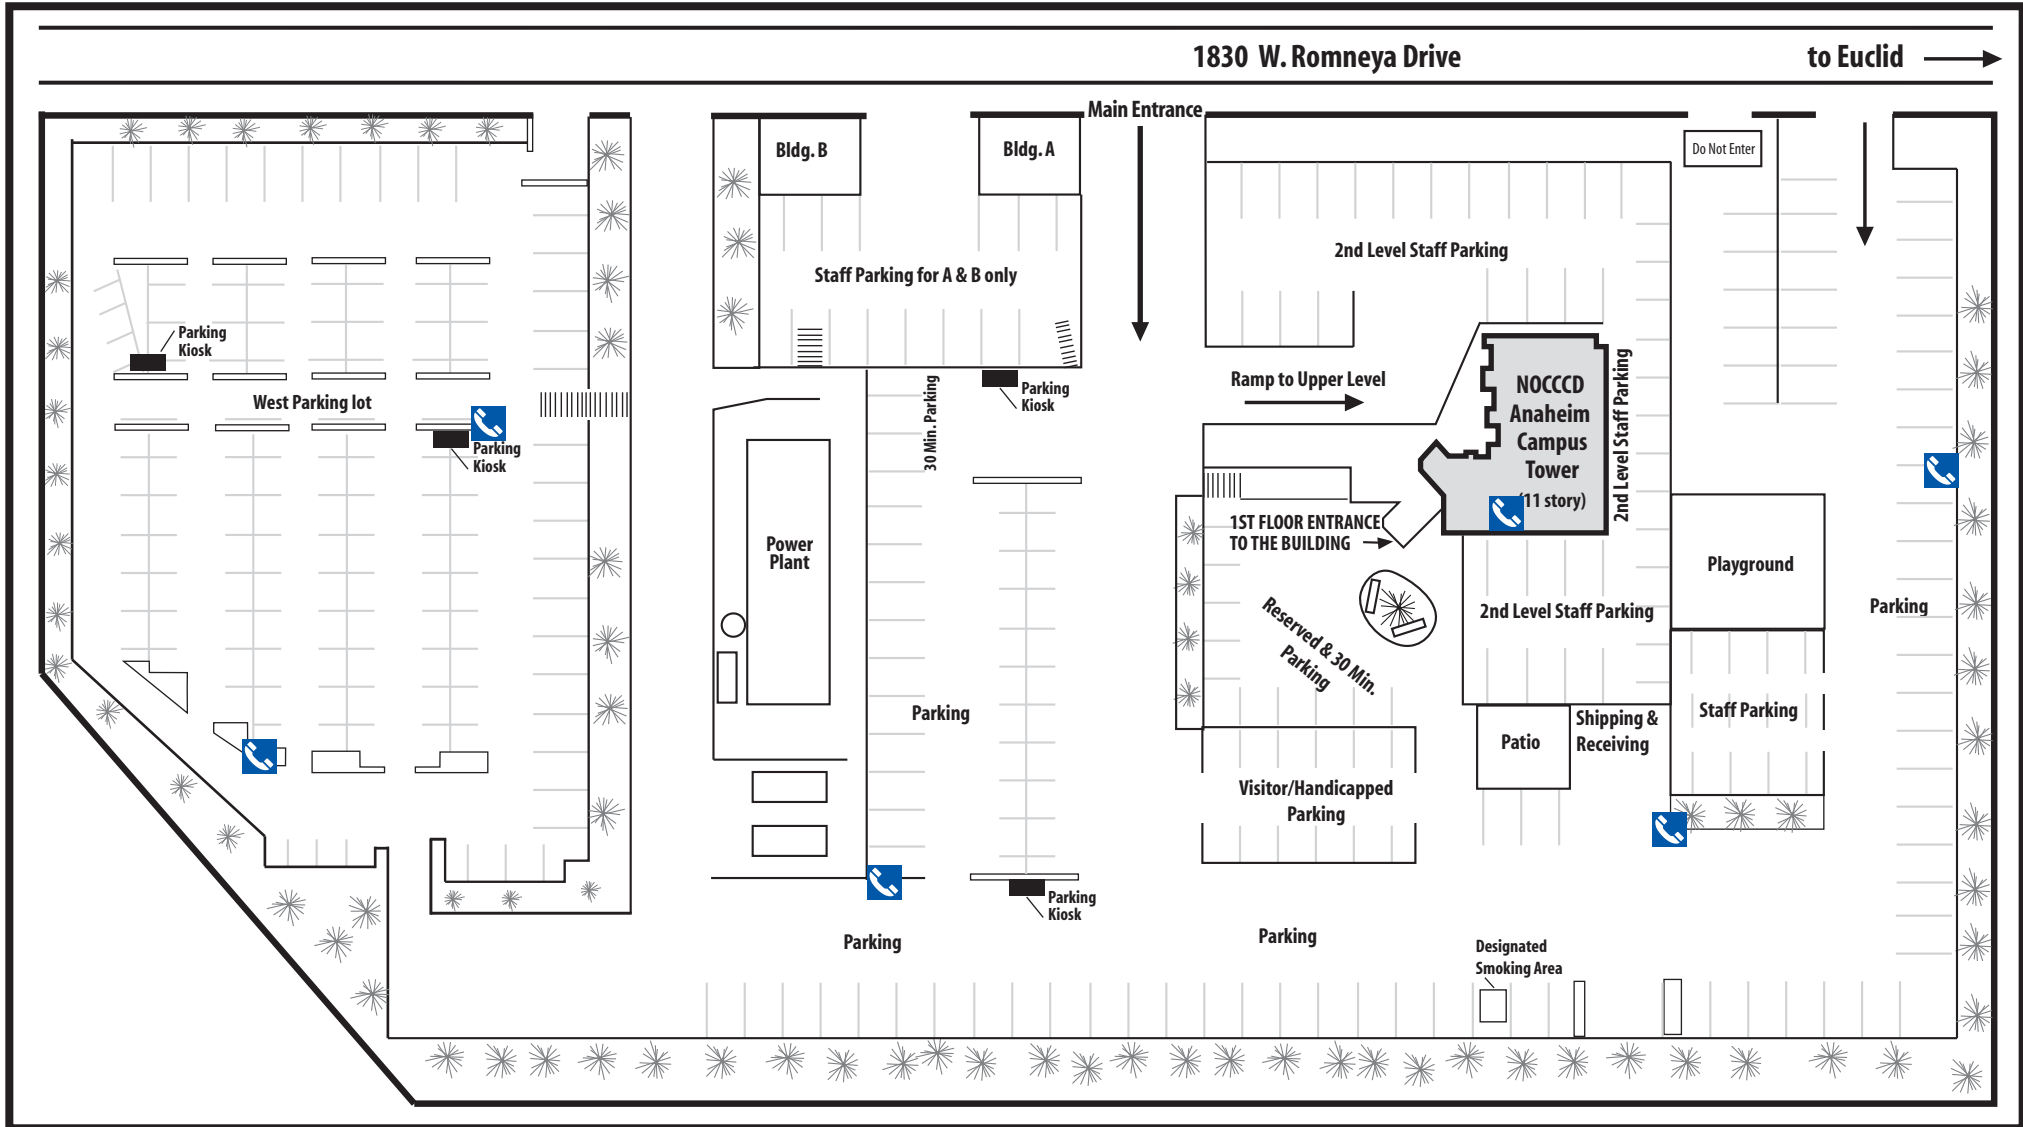 1830 W. Romneya Drive
to Euclid
Main Entrance
Bldg. B
Bldg. A
Do Not Enter
2nd Level Staff Parking
Staff Parking for A & B only
Parking
Kiosk
West Parking lot
Parking
Kiosk
30 Min. Parking
Parking
Kiosk
Ramp to Upper Level
NOCCCD
Anaheim
Campus
Tower
(11 story)
2nd Level Staff Parking
1ST FLOOR ENTRANCE
TO THE BUILDING
Power
Plant
Playground
Reserved & 30 Min.
Parking
2nd Level Staff Parking
Parking
Parking
Patio
Shipping &
Receiving
Staff Parking
Visitor/Handicapped
Parking
Parking
Kiosk
Parking
Parking
Designated
Smoking Area